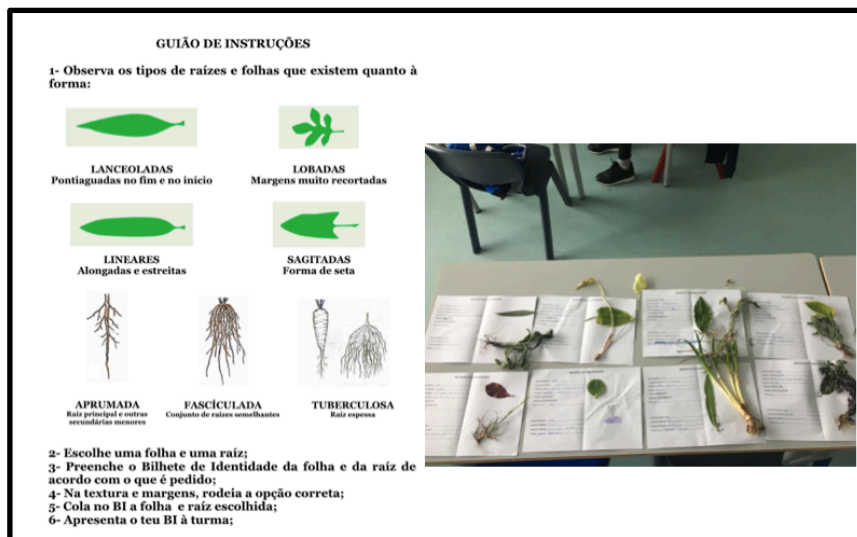 GUIÃO DE INSTRUÇÕES
1- Observa os tipos de raízes e folhas que existem quanto à
forma:
LANCEOLADAS
Pontiaguadas no fim e no início
LOBADAS
Margens muito recortadas
LINEARES
Alongadas e estreitas
SAGITADAS
Forma de seta
APRUMADA
Raiz principal e outras
secundárias menores
FASCÍCULADA
Conjunto de raízes semelhantes
TUBERCULOSA
Raiz espessa
2- Escolhe uma folha e uma raíz;
3- Preenche o Bilhete de Identidade da folha e da raíz de
acordo com o que é pedido;
4- Na textura e margens, rodeia a opção correta;
5- Cola no BI a folha e raíz escolhida;
6- Apresenta o teu BI à turma;